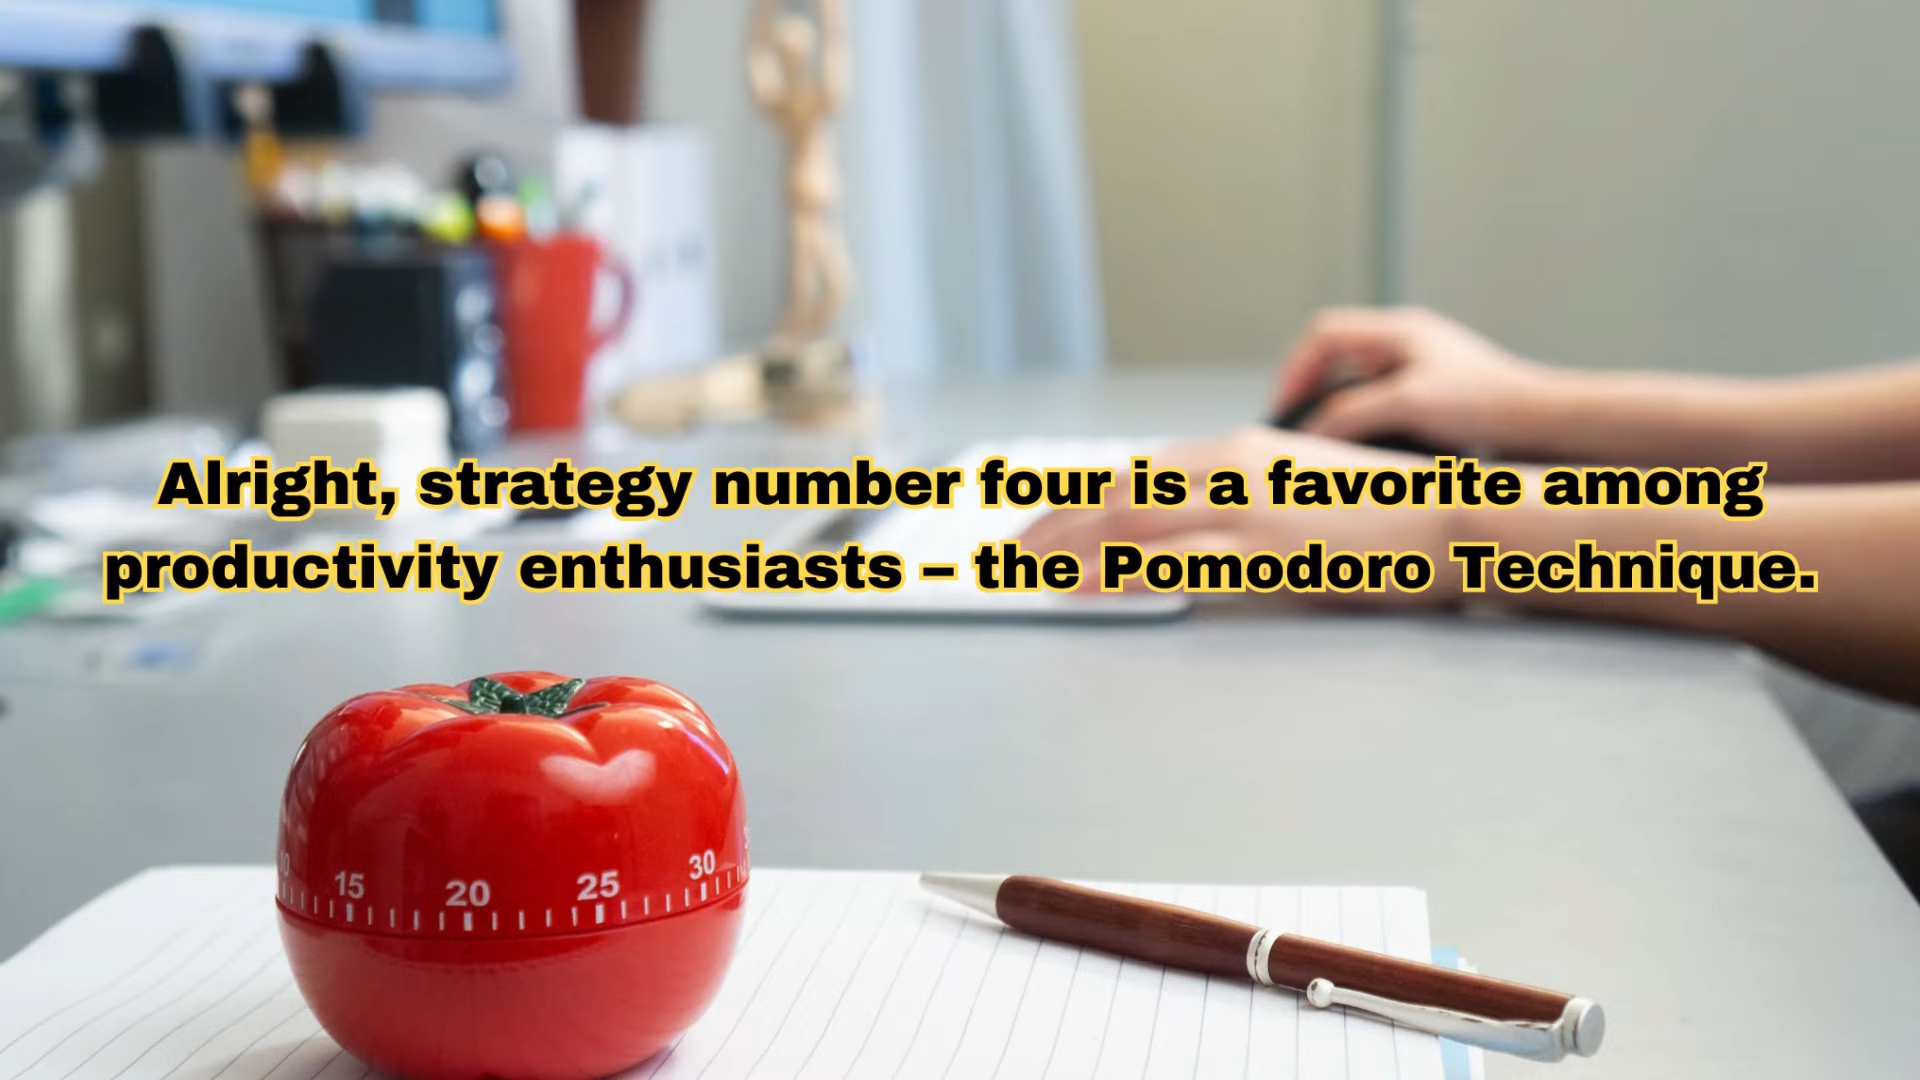 Alright, strategy number four is a favorite among
productivity enthusiasts – the Pomodoro Technique.
15 20 25 30